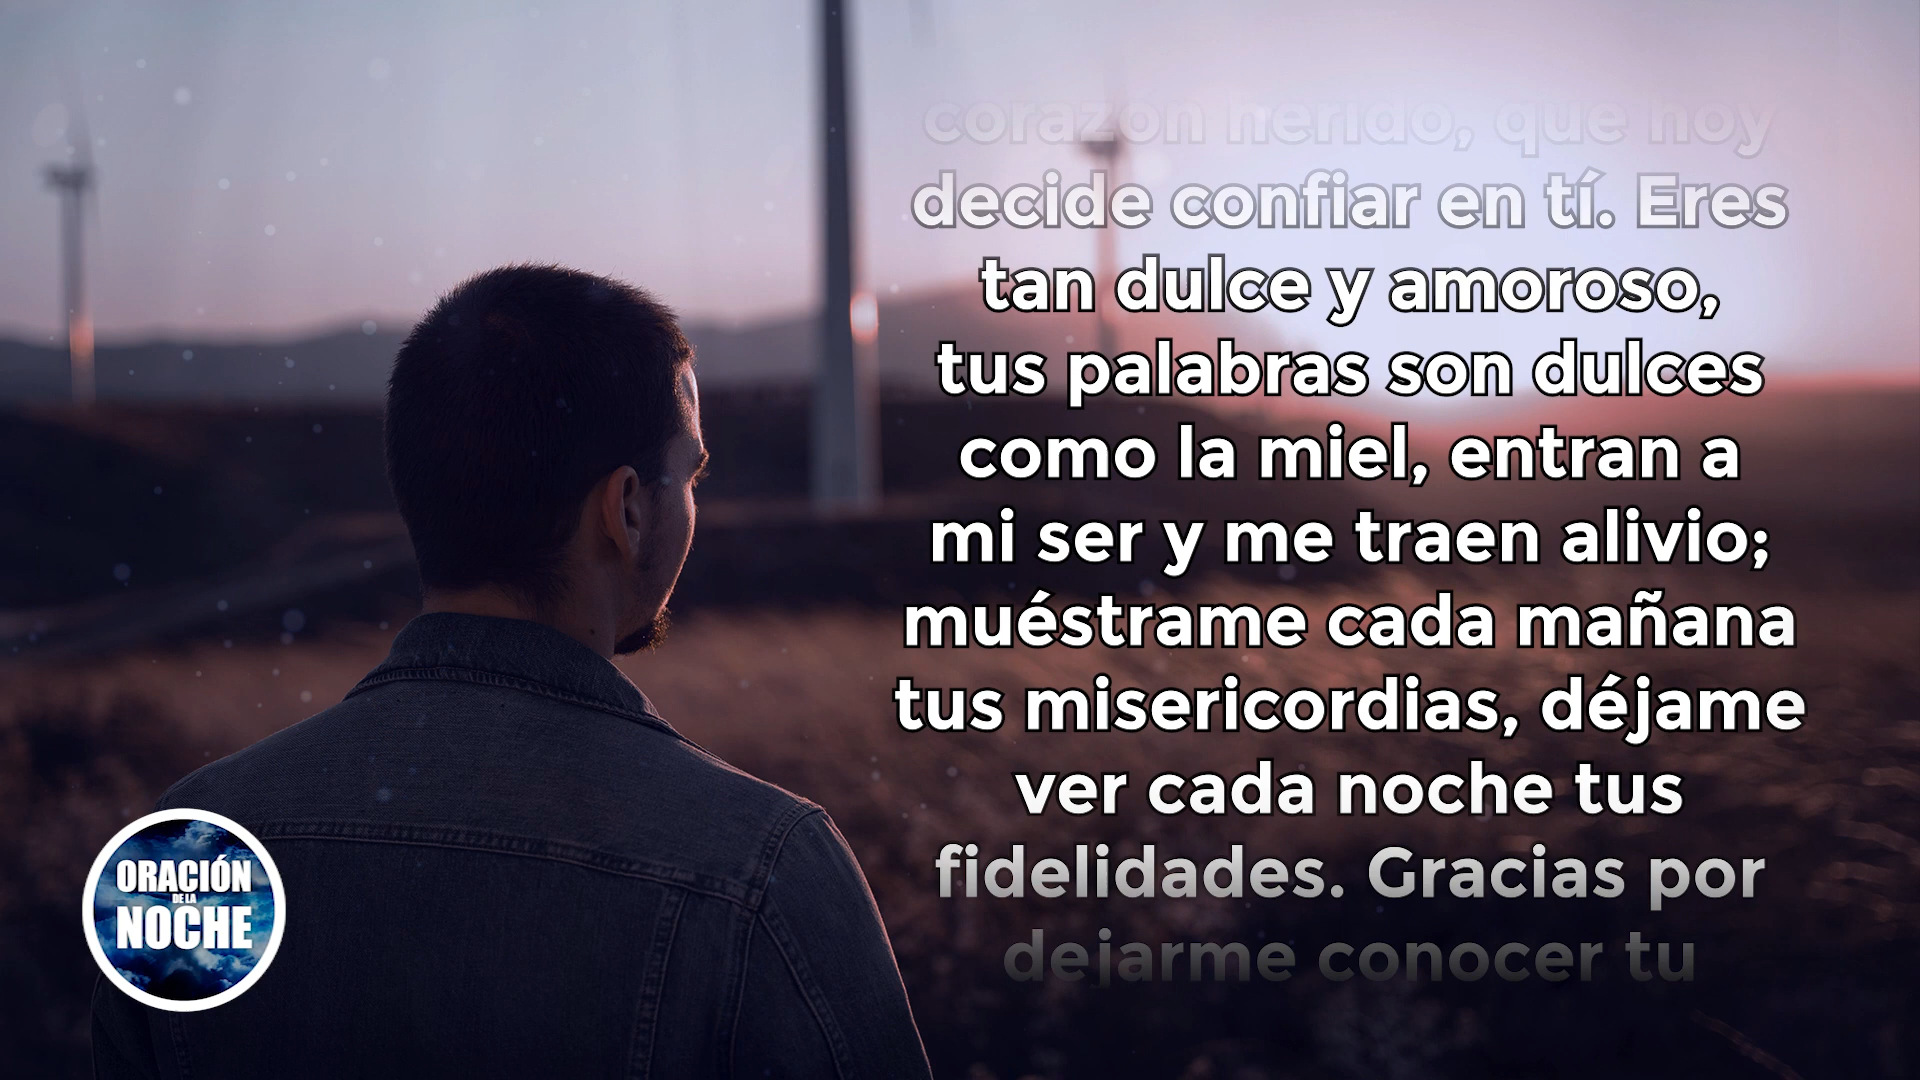 corazón herido, que hoy
decide confiar en tí. Eres
tan dulce y amoroso,
tus palabras son dulces
como la miel, entran a
mi ser y me traen alivio;
muéstrame cada mañana
tus misericordias, déjame
ver cada noche tus
fidelidades. Gracias por
dejarme conocer tu
ORACIÓN
DE LA
NOCHE